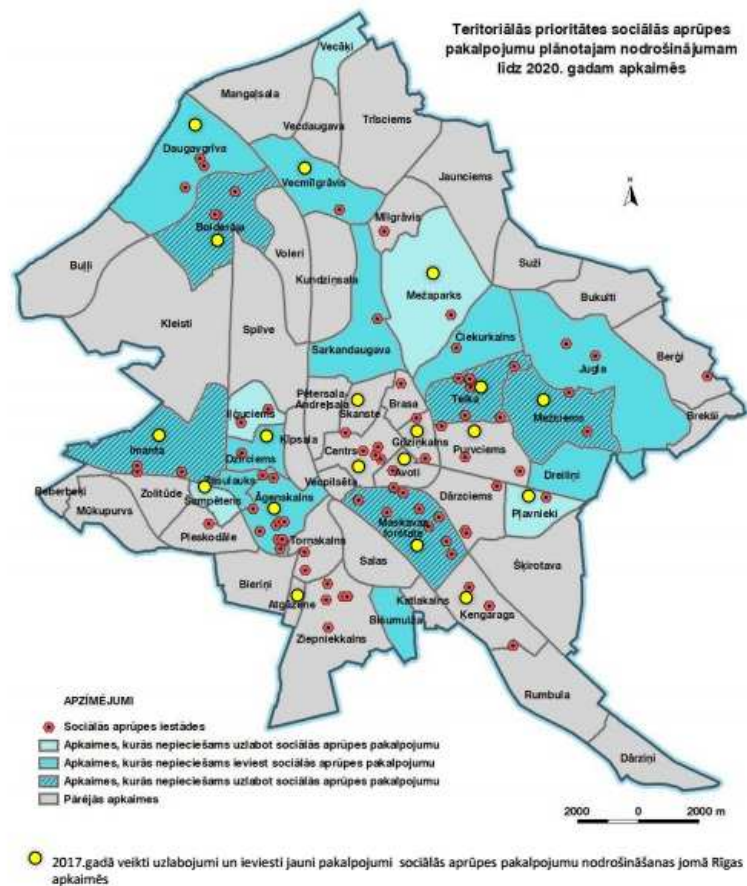 Teritoriālās prioritātes sociālās aprūpes
pakalpojumu plānotajam nodrošinājumam
līdz 2020. gadam apkaimēs
Vecāķi
Mangaļsala
Vecdaugava
Trīsciems
Daugavgrīva
Vecmīlgrāvis
Jaunciems
Mīlgrāvis
Bolderāja
Voleri
Suži
Buļļi
Kundziņsala
Mežaparks
Bukulti
Kleisti
Spilve
Čiekurkalns
Sarkandaugava
Jugla
Berģi
Pētersala
Andrejsala
Brasa
Teika
Skanste
Mežciems
Brekši
Iļģuciems
Imanta
Ķīpsala
Grīziņkalns
Purvciems
Dzirciems
Centrs
Avoti
Dreiliņi
Beberbeķi
Zolitūde
Vecpilsēta
Āgenskalns
Dārzciems
Pļavnieki
Mūkupurvs
Pleskodāle
Maskavas
forštate
Torņakalns
Salas
Šķirotava
Bieriņi
Atgāzene
Katlakalns
Ķengarags
Bišumuiža
Ziepniekkalns
Rumbula
Dārziņi
APZĪMĒJUMI
Sociālās aprūpes iestādes
Apkaimes, kurās nepieciešams uzlabot sociālās aprūpes pakalpojumu
Apkaimes, kurās nepieciešams ieviest sociālās aprūpes pakalpojumu
Apkaimes, kurās nepieciešams uzlabot sociālās aprūpes pakalpojumu
Pārējās apkaimes
2000 0 2000 m
2017.gadā veikti uzlabojumi un ieviesti jauni pakalpojumi sociālās aprūpes pakalpojumu nodrošināšanas jomā Rīgas
apkaimēs